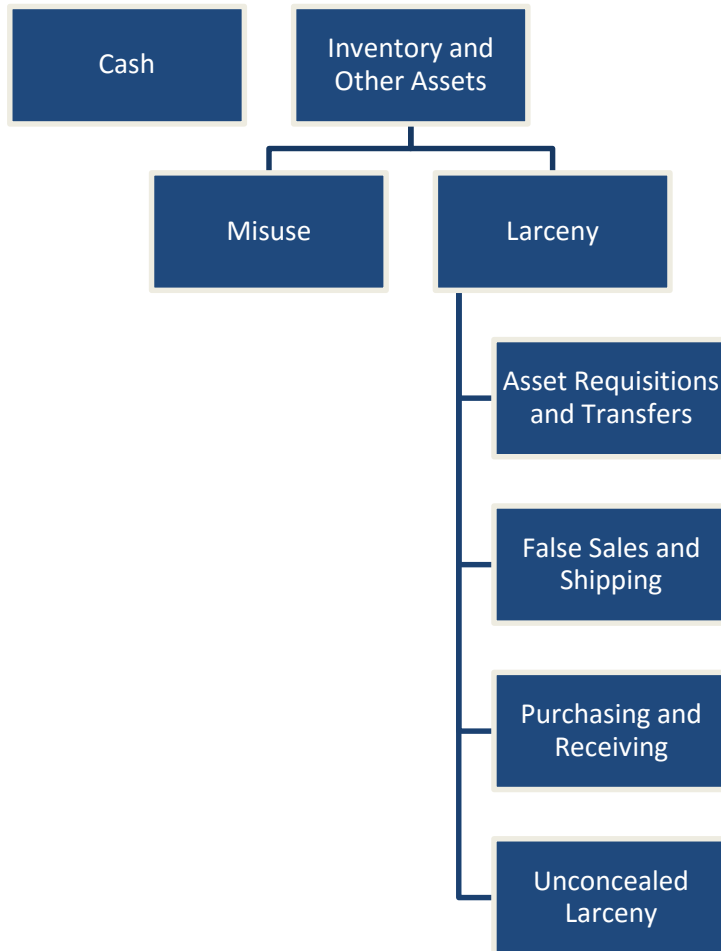 Cash
Inventory and
Other Assets
Misuse
Larceny
Asset Requisitions
and Transfers
False Sales and
Shipping
Purchasing and
Receiving
Unconcealed
Larceny